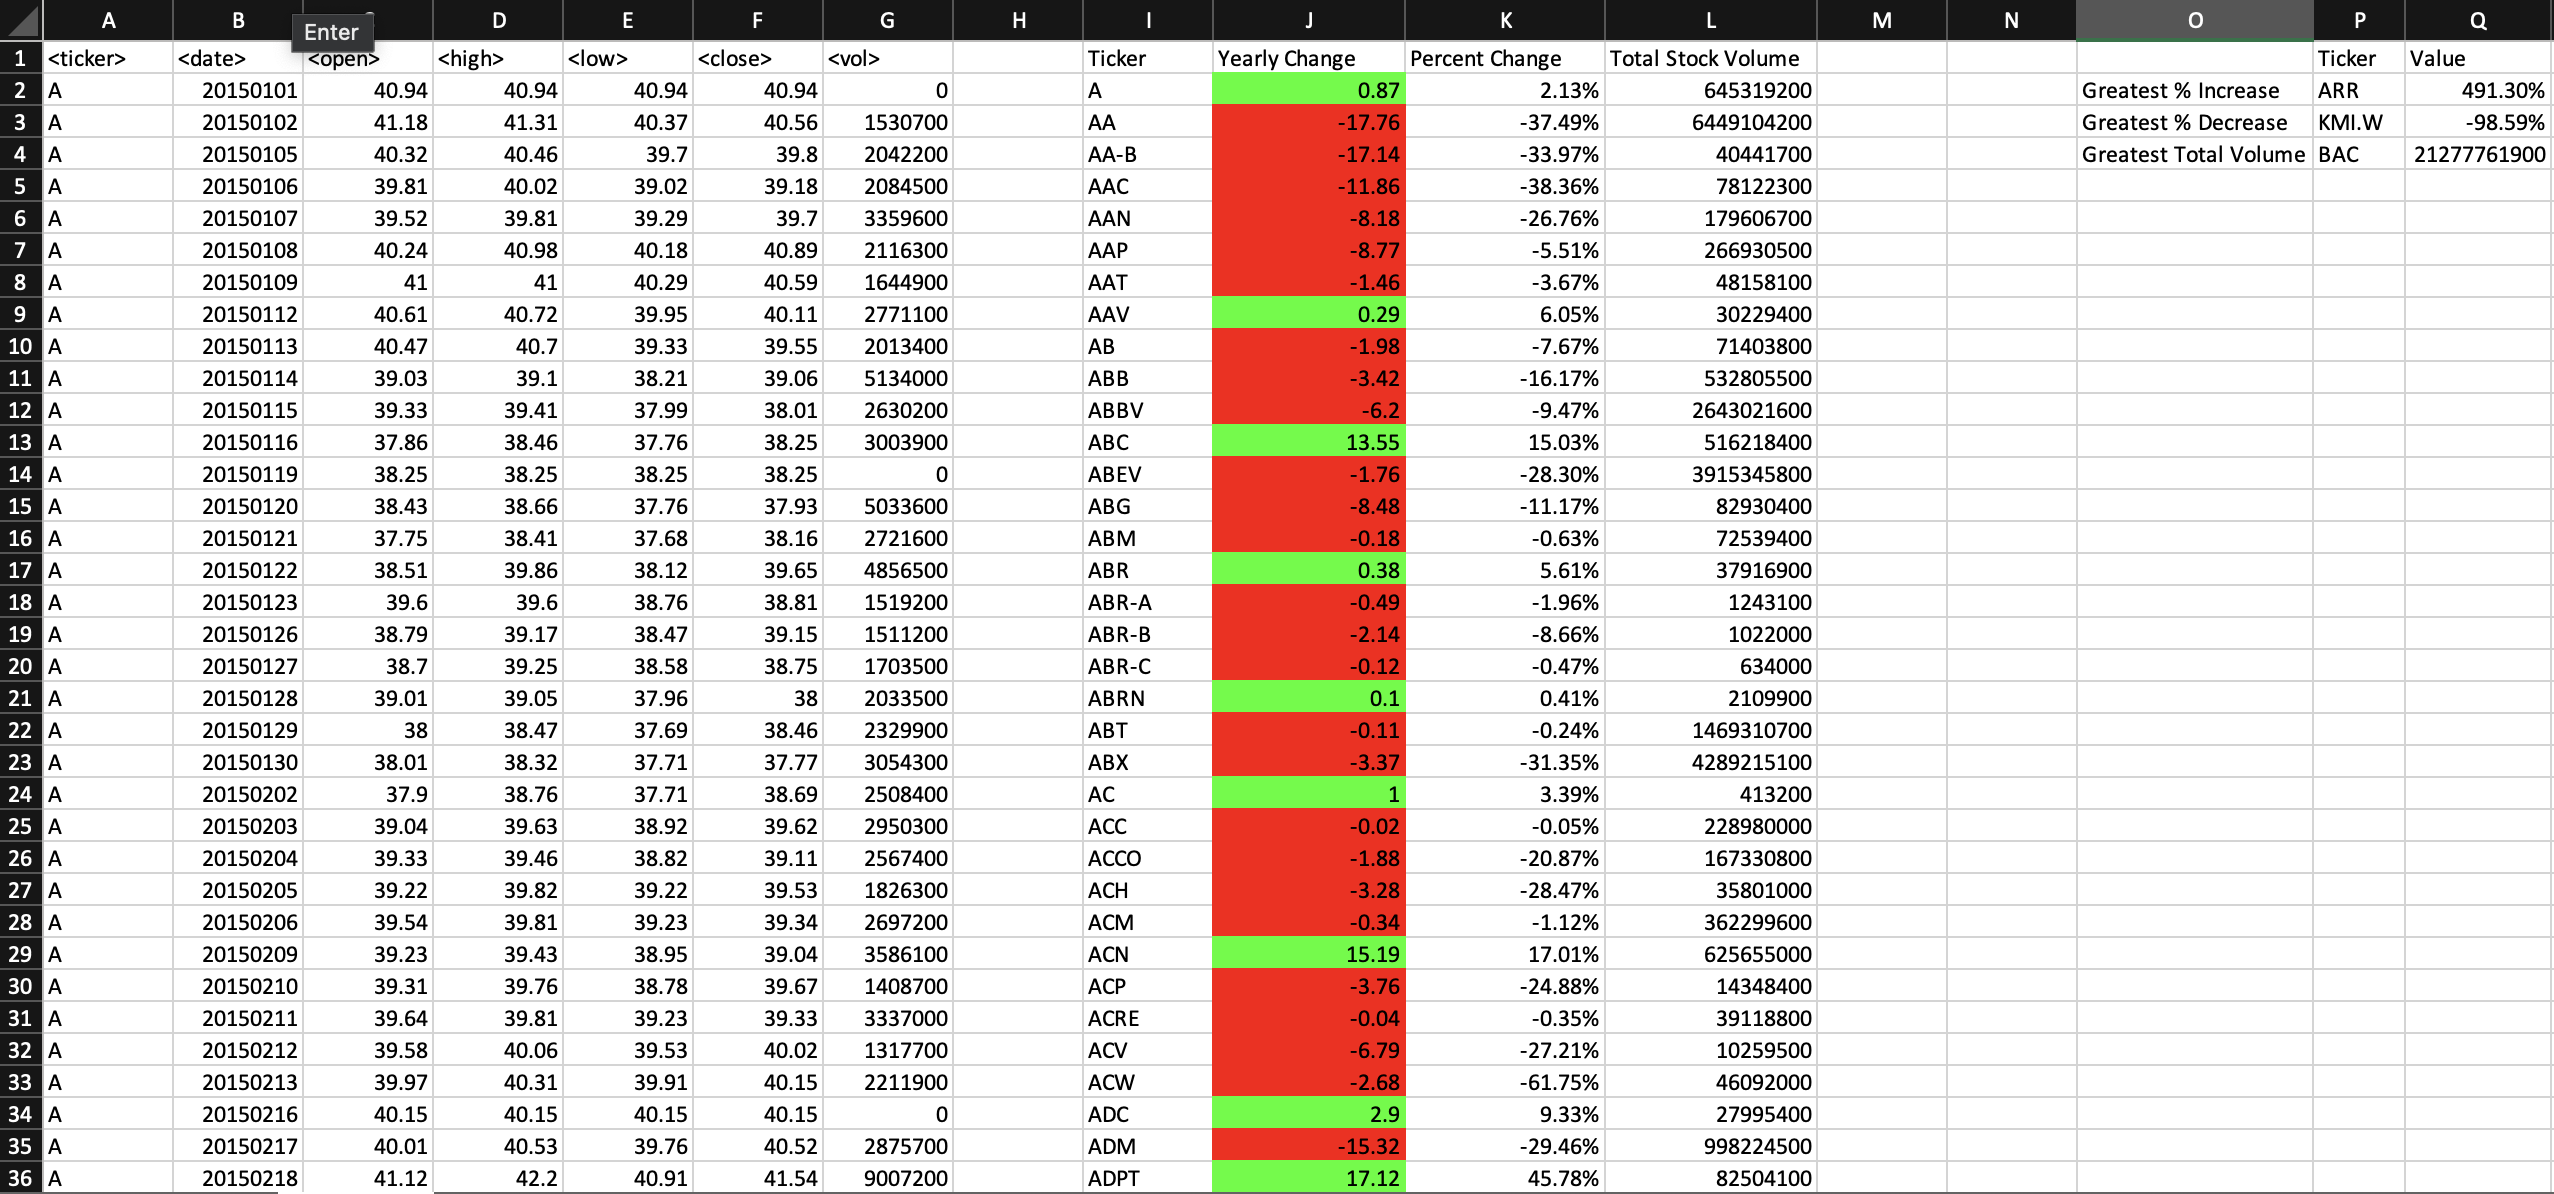 A B C D E F G H I J K L M N O P Q
Enter
1 <ticker> <date> <open> <high> <low> <close> <vol> Ticker Yearly Change Percent Change Total Stock Volume Ticker Value
2 A 20150101 40.94 40.94 40.94 40.94 0 A 0.87 2.13% 645319200 Greatest % Increase ARR 491.30%
3 A 20150102 41.18 41.31 40.37 40.56 1530700 AA -17.76 -37.49% 6449104200 Greatest % Decrease KMI.W -98.59%
4 A 20150105 40.32 40.46 39.7 39.8 2042200 AA-B -17.14 -33.97% 40441700 Greatest Total Volume BAC 21277761900
5 A 20150106 39.81 40.02 39.02 39.18 2084500 AAC -11.86 -38.36% 78122300
6 A 20150107 39.52 39.81 39.29 39.7 3359600 AAN -8.18 -26.76% 179606700
7 A 20150108 40.24 40.98 40.18 40.89 2116300 AAP -8.77 -5.51% 266930500
8 A 20150109 41 41 40.29 40.59 1644900 AAT -1.46 -3.67% 48158100
9 A 20150112 40.61 40.72 39.95 40.11 2771100 AAV 0.29 6.05% 30229400
10 A 20150113 40.47 40.7 39.33 39.55 2013400 AB -1.98 -7.67% 71403800
11 A 20150114 39.03 39.1 38.21 39.06 5134000 ABB -3.42 -16.17% 532805500
12 A 20150115 39.33 39.41 37.99 38.01 2630200 ABBV -6.2 -9.47% 2643021600
13 A 20150116 37.86 38.46 37.76 38.25 3003900 ABC 13.55 15.03% 516218400
14 A 20150119 38.25 38.25 38.25 38.25 0 ABEV -1.76 -28.30% 3915345800
15 A 20150120 38.43 38.66 37.76 37.93 5033600 ABG -8.48 -11.17% 82930400
16 A 20150121 37.75 38.41 37.68 38.16 2721600 ABM -0.18 -0.63% 72539400
17 A 20150122 38.51 39.86 38.12 39.65 4856500 ABR 0.38 5.61% 37916900
18 A 20150123 39.6 39.6 38.76 38.81 1519200 ABR-A -0.49 -1.96% 1243100
19 A 20150126 38.79 39.17 38.47 39.15 1511200 ABR-B -2.14 -8.66% 1022000
20 A 20150127 38.7 39.25 38.58 38.75 1703500 ABR-C -0.12 -0.47% 634000
21 A 20150128 39.01 39.05 37.96 38 2033500 ABRN 0.1 0.41% 2109900
22 A 20150129 38 38.47 37.69 38.46 2329900 ABT -0.11 -0.24% 1469310700
23 A 20150130 38.01 38.32 37.71 37.77 3054300 ABX -3.37 -31.35% 4289215100
24 A 20150202 37.9 38.76 37.71 38.69 2508400 AC 1 3.39% 413200
25 A 20150203 39.04 39.63 38.92 39.62 2950300 ACC -0.02 -0.05% 228980000
26 A 20150204 39.33 39.46 38.82 39.11 2567400 ACCO -1.88 -20.87% 167330800
27 A 20150205 39.22 39.82 39.22 39.53 1826300 ACH -3.28 -28.47% 35801000
28 A 20150206 39.54 39.81 39.23 39.34 2697200 ACM -0.34 -1.12% 362299600
29 A 20150209 39.23 39.43 38.95 39.04 3586100 ACN 15.19 17.01% 625655000
30 A 20150210 39.31 39.76 38.78 39.67 1408700 ACP -3.76 -24.88% 14348400
31 A 20150211 39.64 39.81 39.23 39.33 3337000 ACRE -0.04 -0.35% 39118800
32 A 20150212 39.58 40.06 39.53 40.02 1317700 ACV -6.79 -27.21% 10259500
33 A 20150213 39.97 40.31 39.91 40.15 2211900 ACW -2.68 -61.75% 46092000
34 A 20150216 40.15 40.15 40.15 40.15 0 ADC 2.9 9.33% 27995400
35 A 20150217 40.01 40.53 39.76 40.52 2875700 ADM -15.32 -29.46% 998224500
36 A 20150218 41.12 42.2 40.91 41.54 9007200 ADPT 17.12 45.78% 82504100